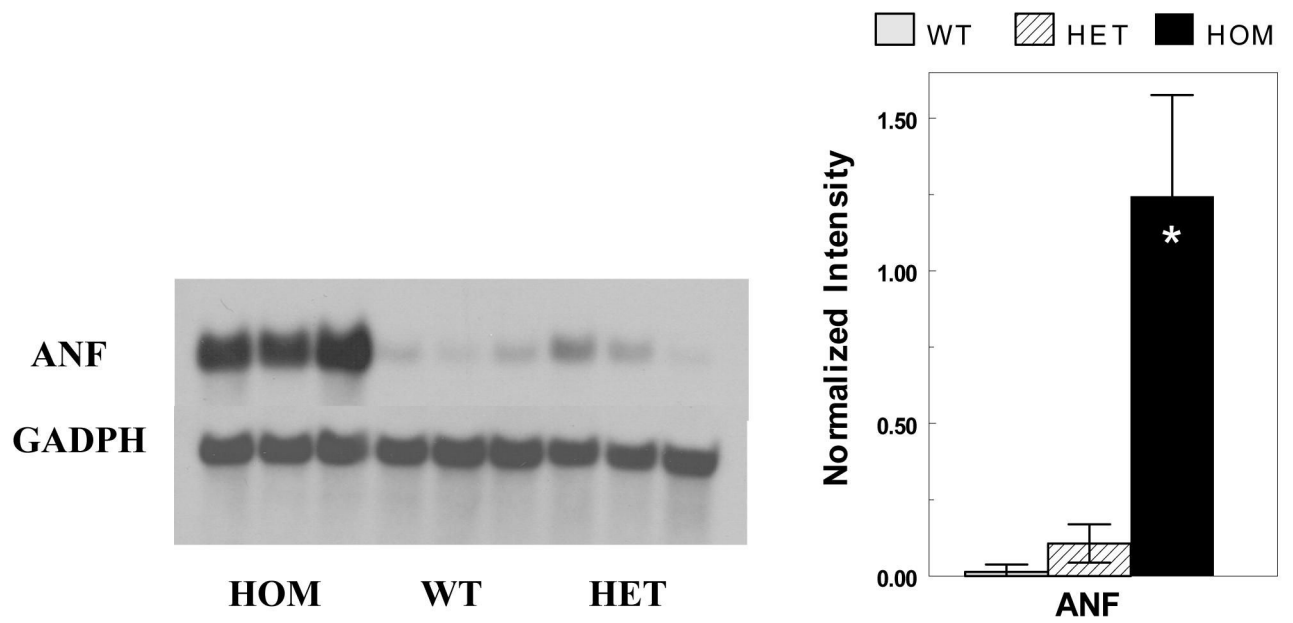 ANF
GADPH
HOM WT HET
WT HET HOM
Normalized Intensity
1.50
1.00
0.50
0.00
*
ANF